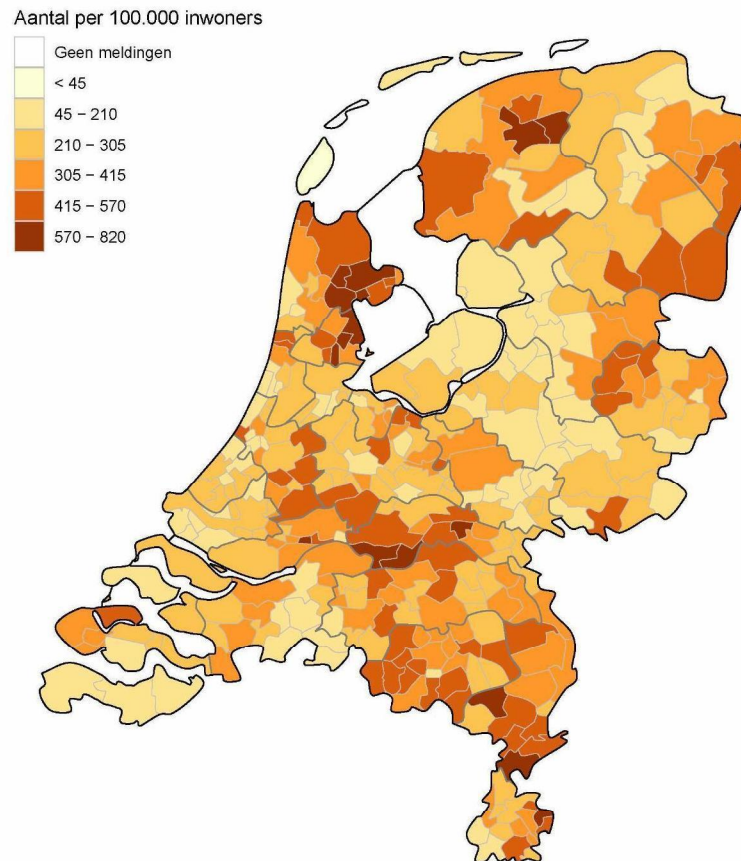 Aantal per 100.000 inwoners
Geen meldingen
< 45
45 – 210
210 – 305
305 – 415
415 – 570
570 – 820